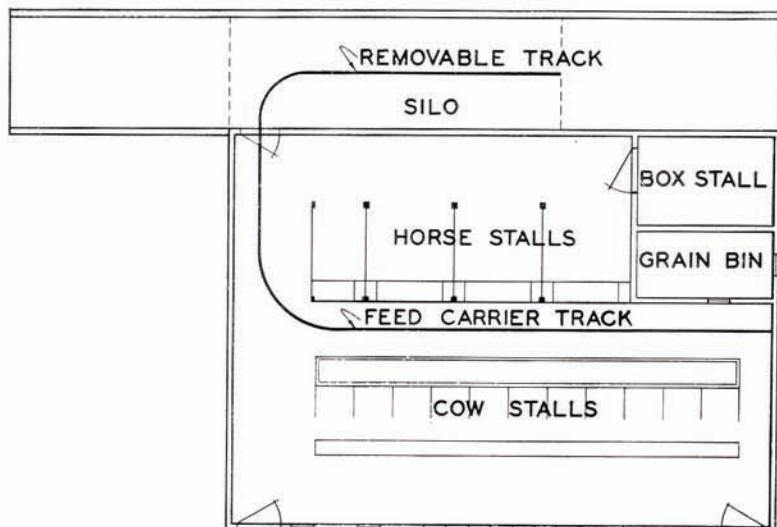 REMOVABLE TRACK
SILO
BOX STALL
HORSE STALLS
GRAIN BIN
FEED CARRIER TRACK
COW STALLS